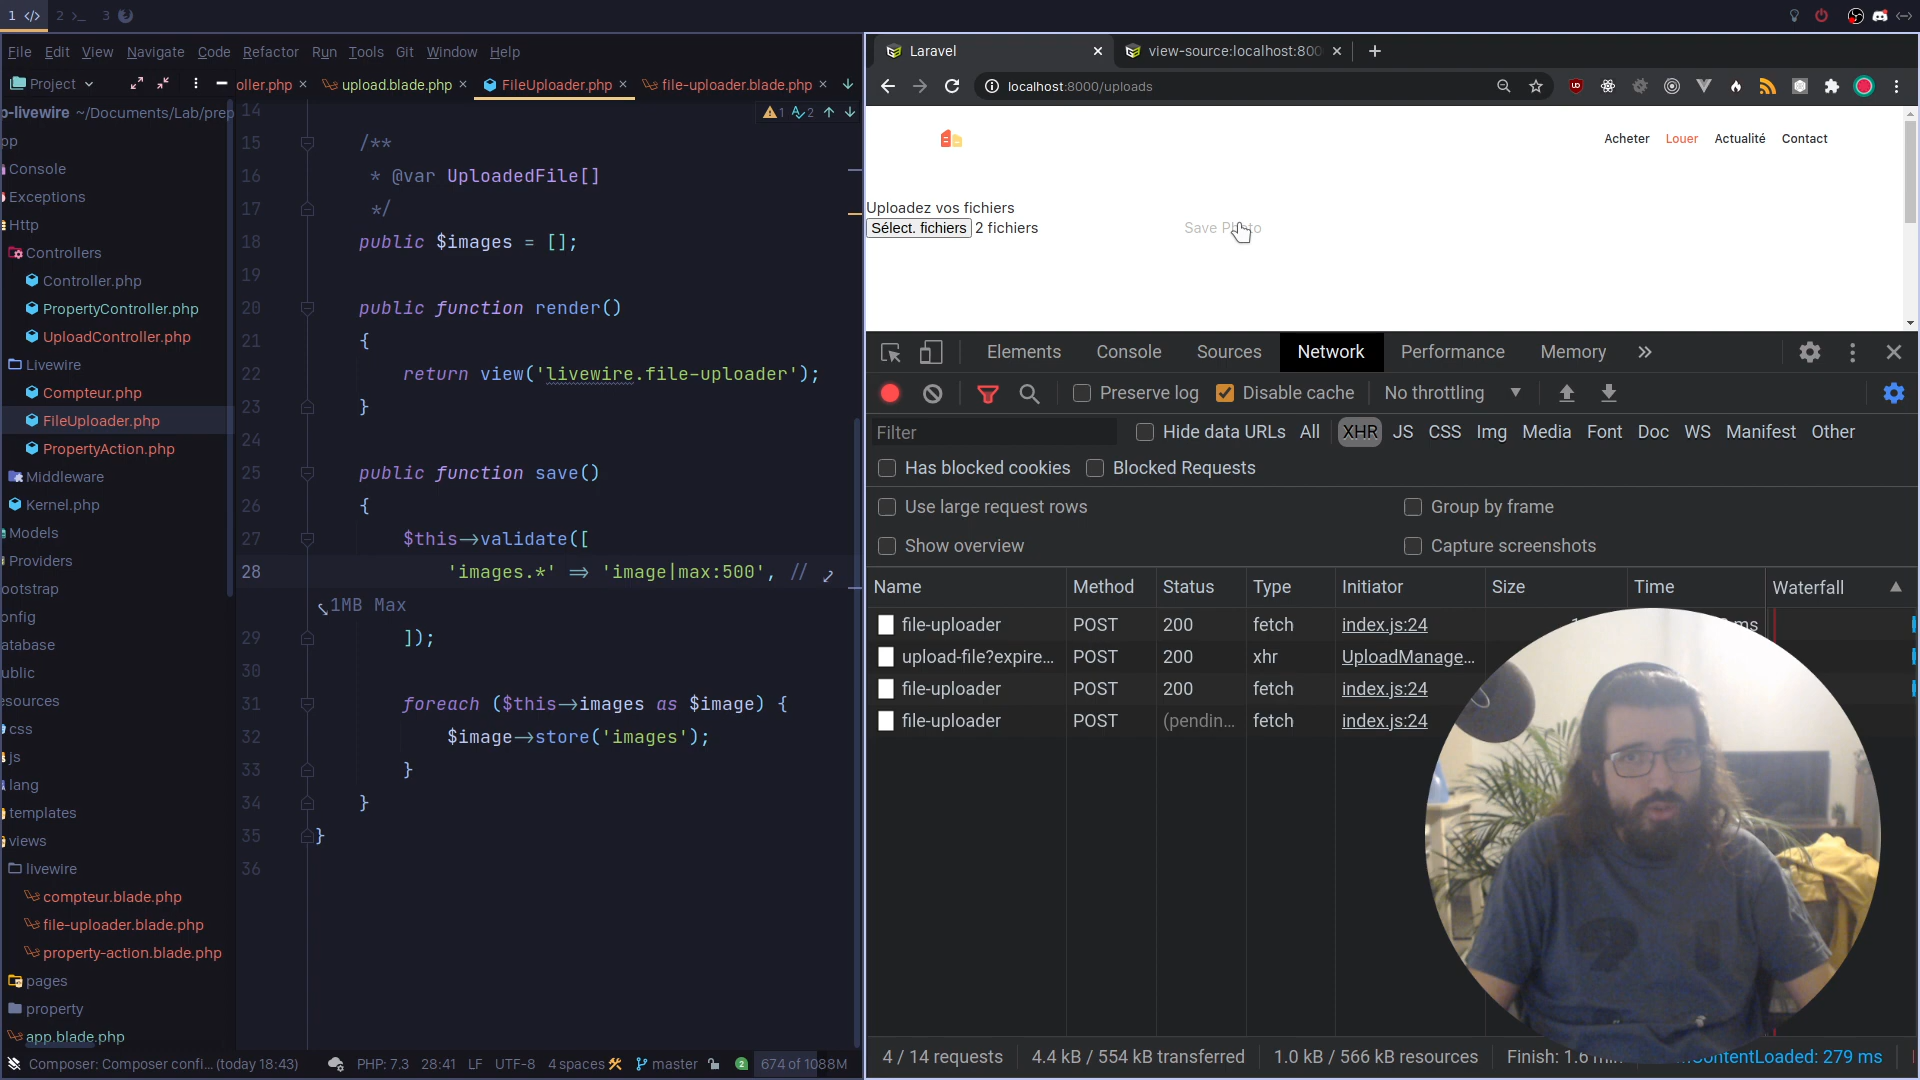 1 </>
2 >_
3
File Edit View Navigate Code Refactor Run Tools Git Window Help
Project
oller.php
upload.blade.php
FileUploader.php
file-uploader.blade.php
p-livewire ~/Documents/Lab/prep
pp
Console
Exceptions
Http
Controllers
Controller.php
PropertyController.php
UploadController.php
Livewire
Compteur.php
FileUploader.php
PropertyAction.php
Middleware
Kernel.php
Models
Providers
ootstrap
onfig
atabase
ublic
esources
css
js
lang
templates
views
livewire
compteur.blade.php
file-uploader.blade.php
property-action.blade.php
pages
property
app.blade.php
1 2
14
15 /**
16 * @var UploadedFile[]
17 */
18 public $images = [];
19
20 public function render()
21 {
22 return view('livewire.file-uploader');
23 }
24
25 public function save()
26 {
27 $this→validate([
28 'images.*' ⇒ 'image|max:500', //
1MB Max
29 ]);
30
31 foreach ($this→images as $image) {
32 $image→store('images');
33 }
34 }
35 }
36
Composer: Composer confi... (today 18:43)
PHP: 7.3 28:41 LF UTF-8 4 spaces master 2 674 of 1088M
Laravel
view-source:localhost:800
localhost:8000/uploads
Acheter Louer Actualité Contact
Uploadez vos fichiers
Sélect. fichiers 2 fichiers
Save Photo
Elements Console Sources Network Performance Memory
Preserve log Disable cache No throttling
Filter Hide data URLs All XHR JS CSS Img Media Font Doc WS Manifest Other
Has blocked cookies Blocked Requests
Use large request rows Group by frame
Show overview Capture screenshots
Name Method Status Type Initiator Size Time Waterfall
file-uploader POST 200 fetch index.js:24
upload-file?expire... POST 200 xhr UploadManage...
file-uploader POST 200 fetch index.js:24
file-uploader POST (pendin... fetch index.js:24
4 / 14 requests 4.4 kB / 554 kB transferred 1.0 kB / 566 kB resources Finish: 1.6 min ContentLoaded: 279 ms